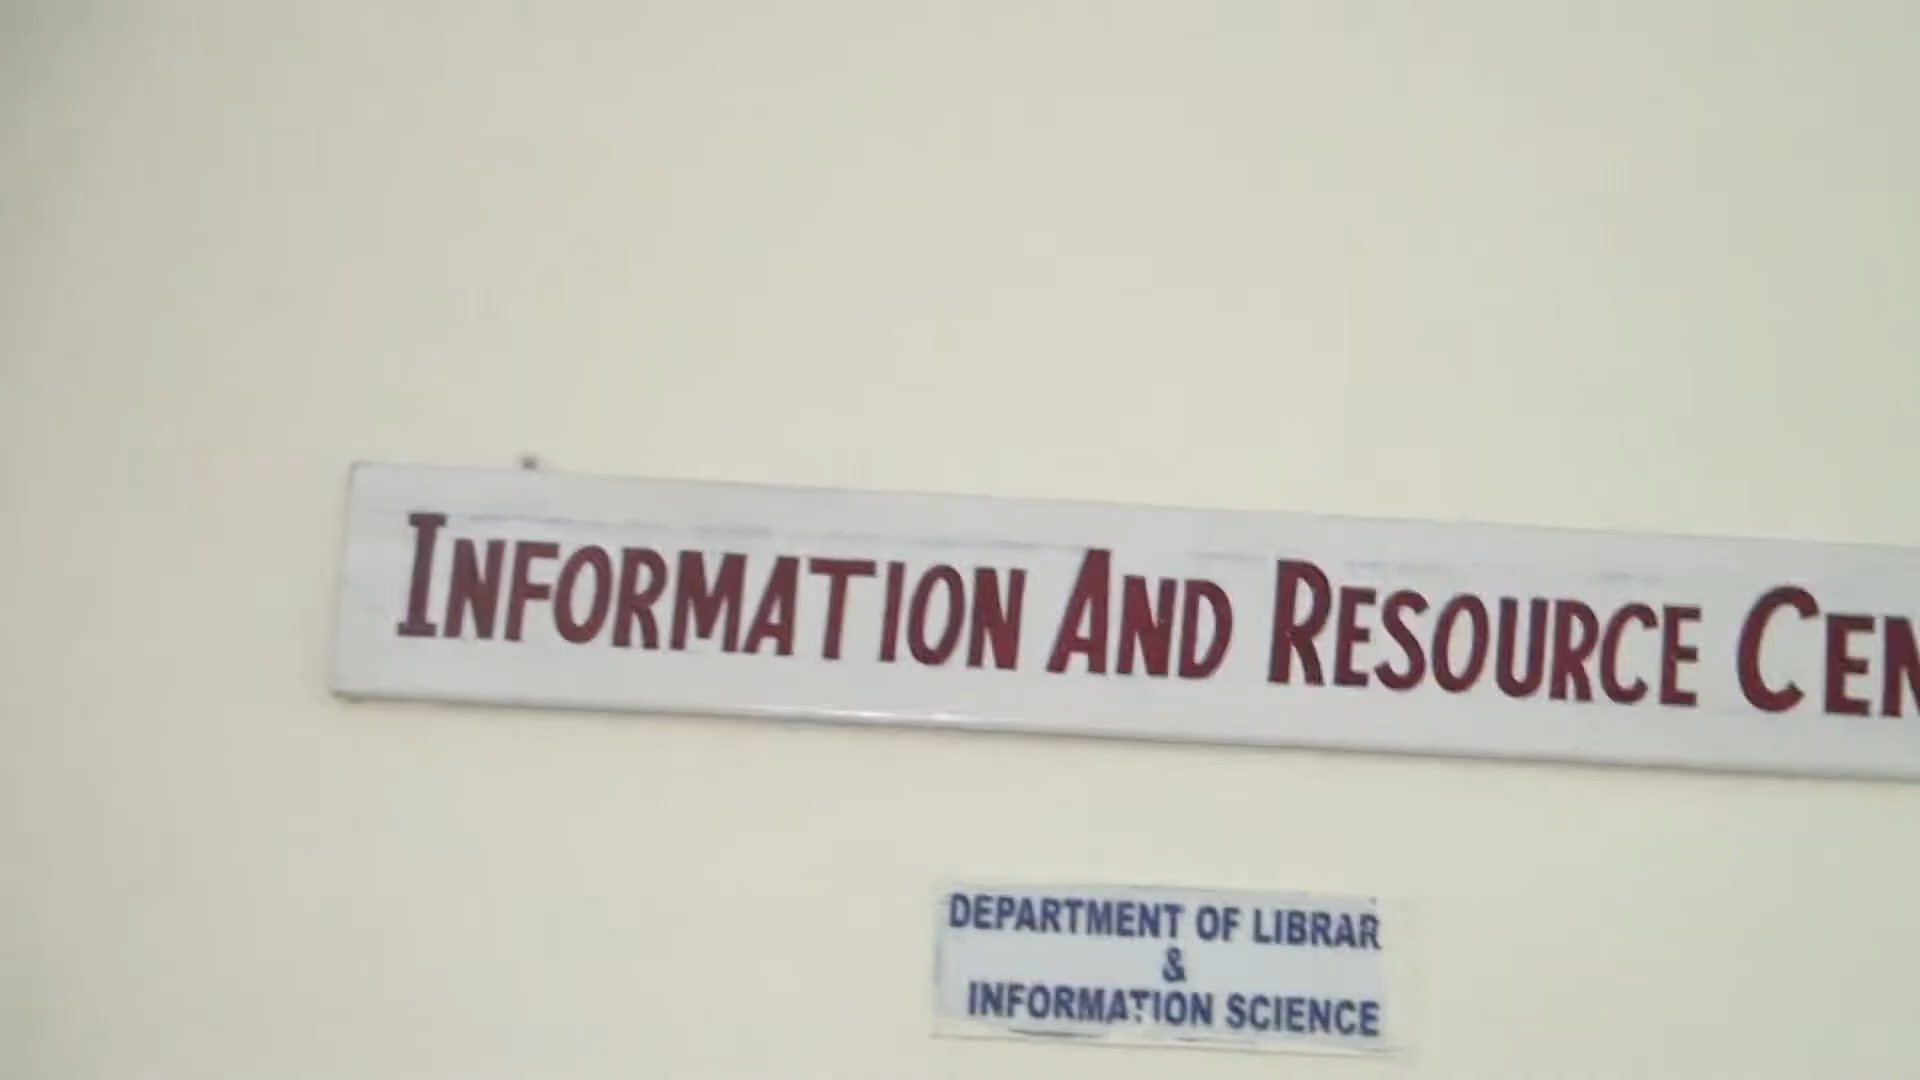 INFORMATION AND RESOURCE CEN
DEPARTMENT OF LIBRAR
&
INFORMATION SCIENCE